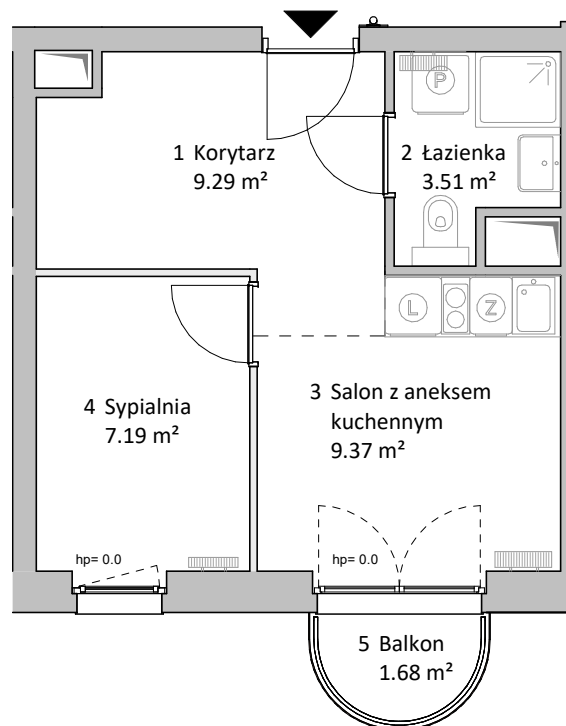 P
1 Korytarz
9.29 m²
2 Łazienka
3.51 m²
L
Z
3 Salon z aneksem
kuchennym
9.37 m²
4 Sypialnia
7.19 m²
hp= 0.0
hp= 0.0
5 Balkon
1.68 m²